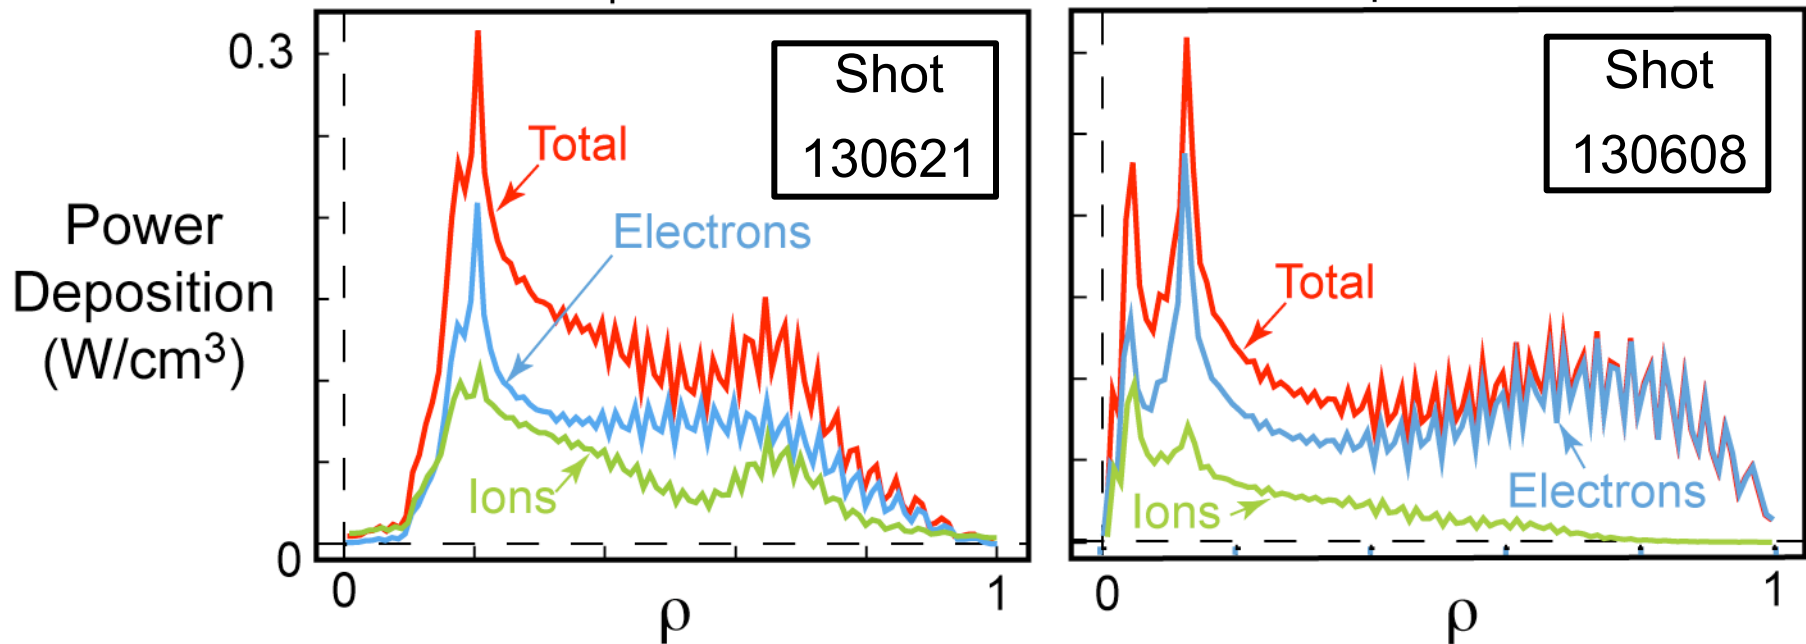 0.3
Shot
130621
Total
Electrons
Ions
Power
Deposition
(W/cm³)
0
0
1
ρ
Shot
130608
Total
Electrons
Ions
0
1
ρ